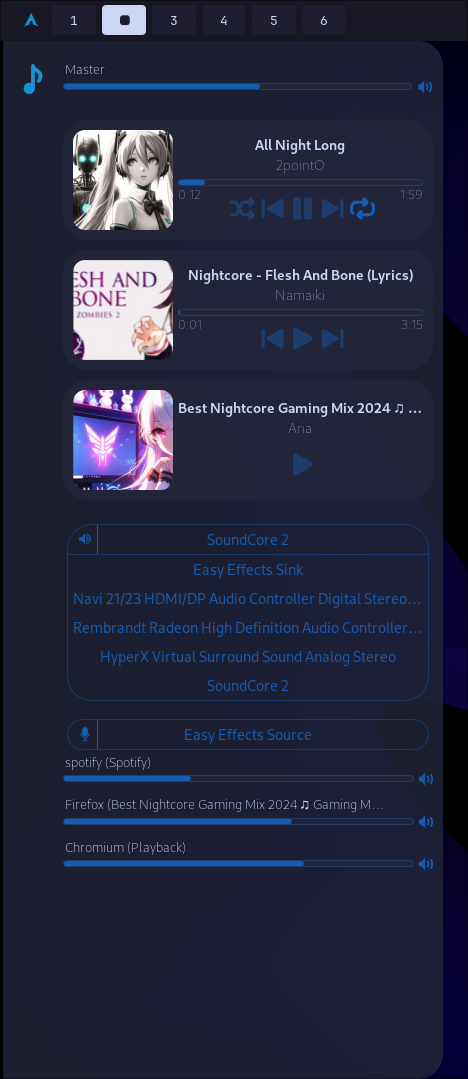 1 3 4 5 6
Master
All Night Long
2pointO
0:12 1:59
ESH AND
BONE
ZOMBIES 2
Nightcore - Flesh And Bone (Lyrics)
Namaiki
0:01 3:15
Best Nightcore Gaming Mix 2024 ♫ ...
Aria
SoundCore 2
Easy Effects Sink
Navi 21/23 HDMI/DP Audio Controller Digital Stereo...
Rembrandt Radeon High Definition Audio Controller...
HyperX Virtual Surround Sound Analog Stereo
SoundCore 2
Easy Effects Source
spotify (Spotify)
Firefox (Best Nightcore Gaming Mix 2024 ♫ Gaming M...
Chromium (Playback)